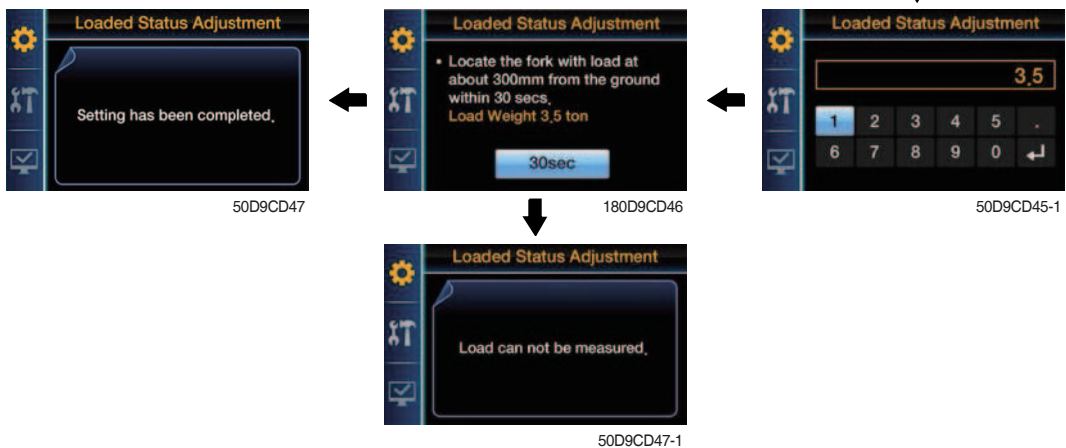 Loaded Status Adjustment
Setting has been completed.
50D9CD47
Loaded Status Adjustment
• Locate the fork with load at
about 300mm from the ground
within 30 secs.
Load Weight 3.5 ton
30sec
180D9CD46
Loaded Status Adjustment
3.5
1 2 3 4 5 .
6 7 8 9 0 ↵
50D9CD45-1
Loaded Status Adjustment
Load can not be measured.
50D9CD47-1